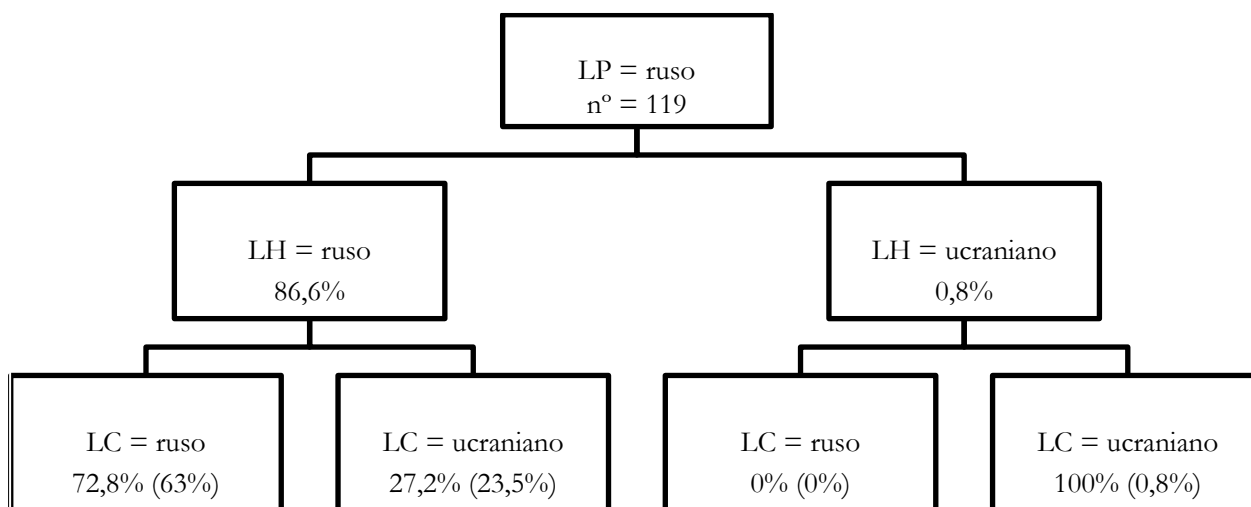 LP = ruso
nº = 119
LH = ruso
86,6%
LH = ucraniano
0,8%
LC = ruso
72,8% (63%)
LC = ucraniano
27,2% (23,5%)
LC = ruso
0% (0%)
LC = ucraniano
100% (0,8%)